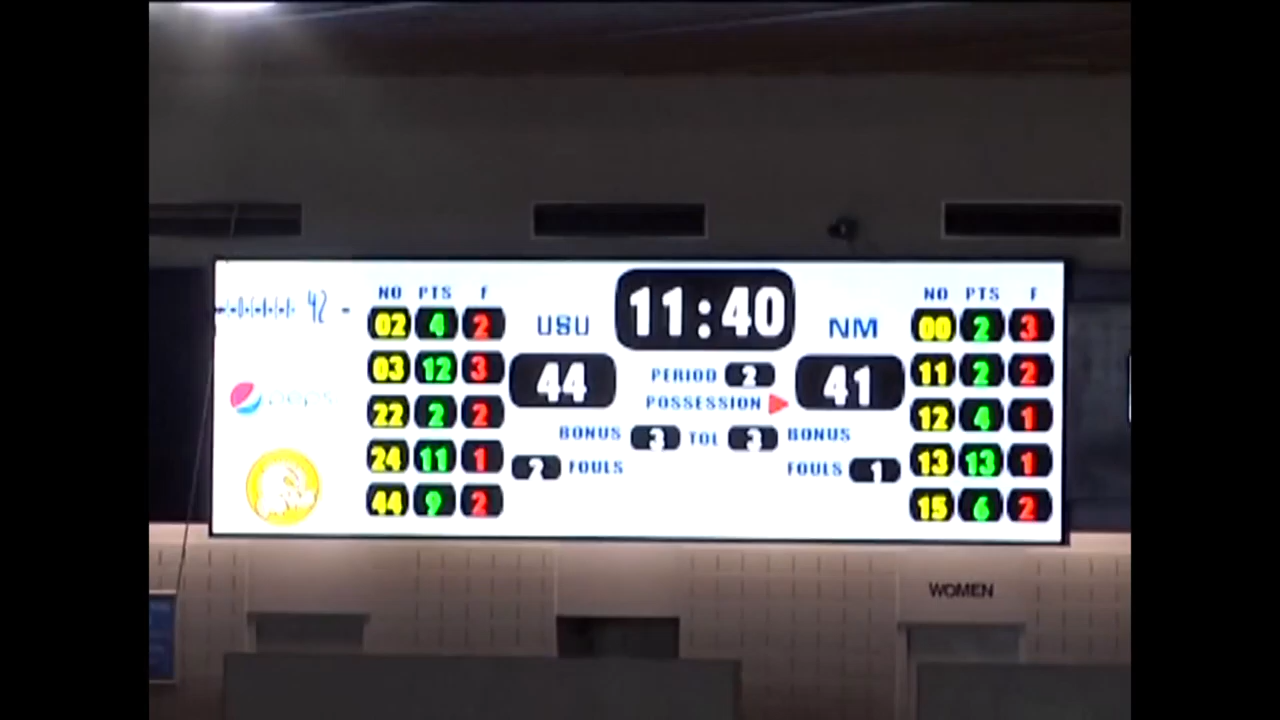 NO PTS F
02 4 2
03 12 3
22 2 2
24 11 1
44 9 2
USU
44
11:40
NM
41
PERIOD 2
POSSESSION
BONUS 3 TOL 3 BONUS
2 FOULS
FOULS 1
NO PTS F
00 2 3
11 2 2
12 4 1
13 13 1
15 6 2
pepsi
WOMEN